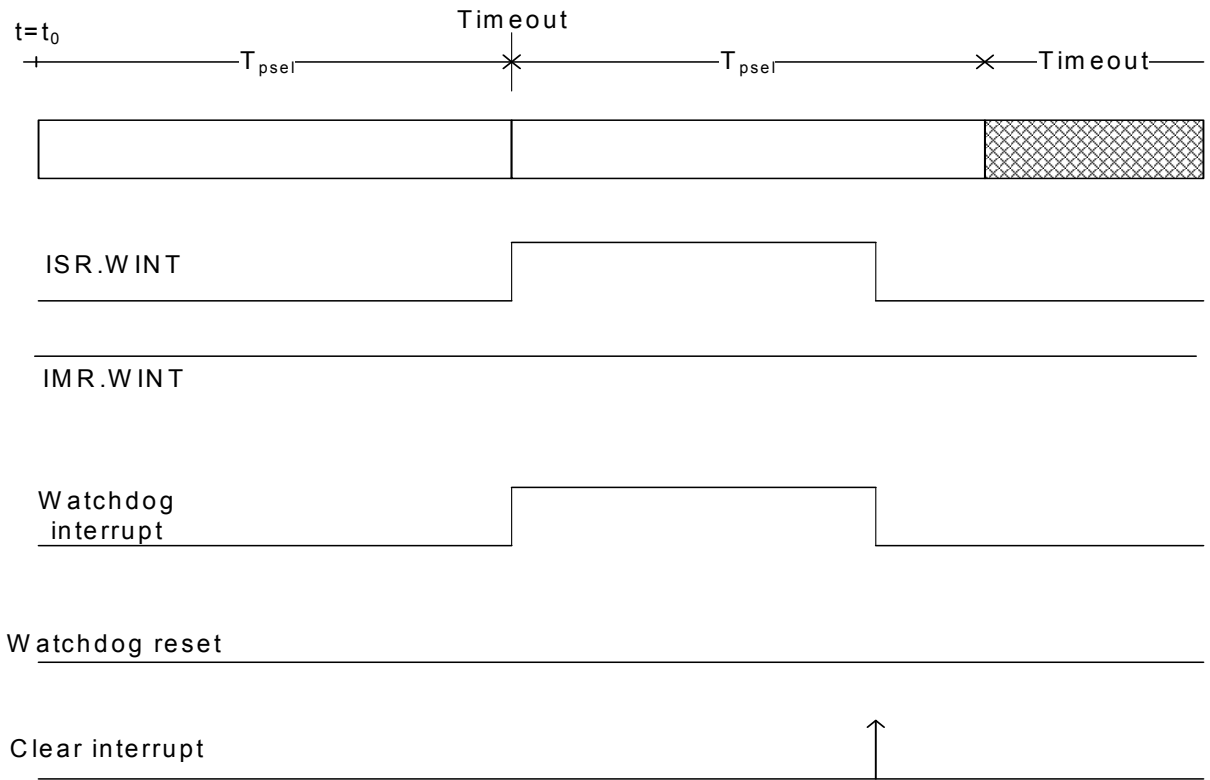 Timeout
t=t₀
Tpsel
Tpsel
Timeout
ISR.WINT
IMR.WINT
Watchdog
interrupt
Watchdog reset
Clear interrupt